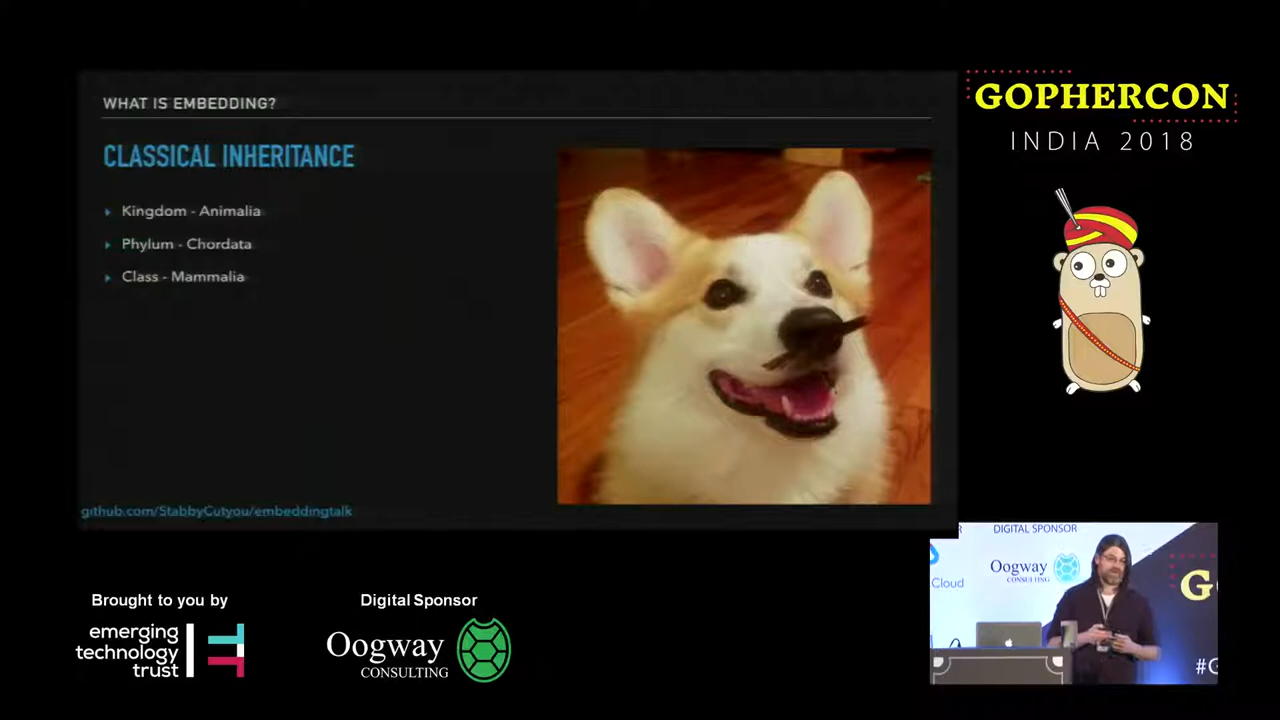 WHAT IS EMBEDDING?
CLASSICAL INHERITANCE
Kingdom - Animalia
Phylum - Chordata
Class - Mammalia
github.com/StabbyCutyou/embeddingtalk
GOPHERCON
INDIA 2018
DIGITAL SPONSOR
Oogway
CONSULTING
Cloud
G
#G
Brought to you by
emerging
technology
trust
Digital Sponsor
Oogway
CONSULTING